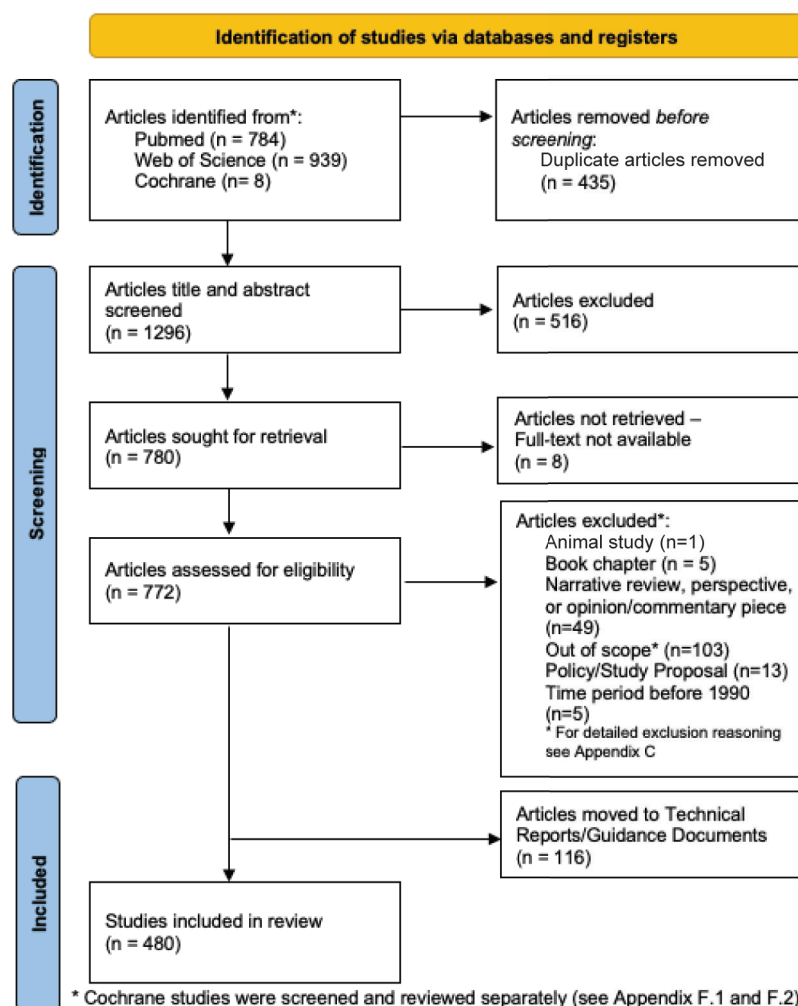 Identification of studies via databases and registers
Identification
Articles identified from*:
Pubmed (n = 784)
Web of Science (n = 939)
Cochrane (n= 8)
Articles removed before
screening:
Duplicate articles removed
(n = 435)
Screening
Articles title and abstract
screened
(n = 1296)
Articles excluded
(n = 516)
Articles sought for retrieval
(n = 780)
Articles not retrieved –
Full-text not available
(n = 8)
Articles assessed for eligibility
(n = 772)
Articles excluded*:
Animal study (n=1)
Book chapter (n = 5)
Narrative review, perspective,
or opinion/commentary piece
(n=49)
Out of scope* (n=103)
Policy/Study Proposal (n=13)
Time period before 1990
(n=5)
* For detailed exclusion reasoning
see Appendix C
Included
Articles moved to Technical
Reports/Guidance Documents
(n = 116)
Studies included in review
(n = 480)
* Cochrane studies were screened and reviewed separately (see Appendix F.1 and F.2)